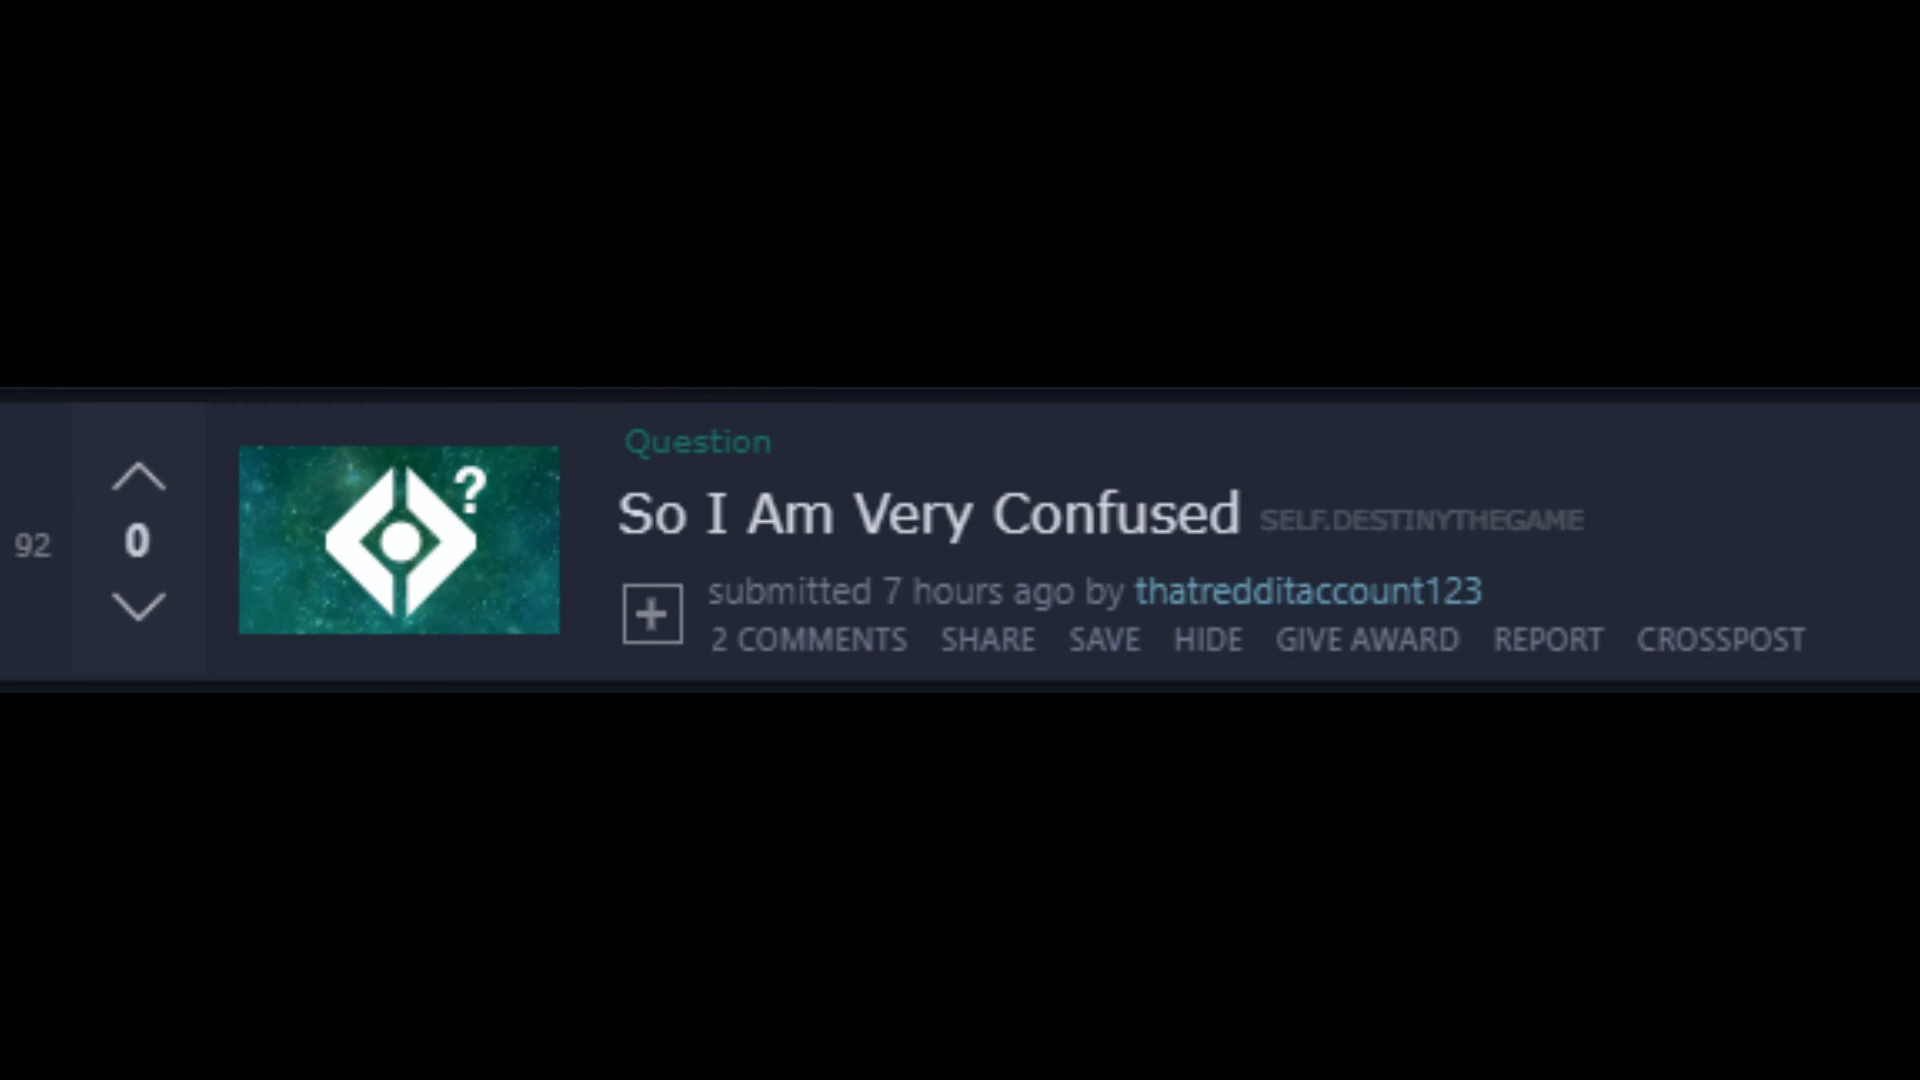 92
0
?
Question
So I Am Very Confused SELF.DESTINYTHEGAME
submitted 7 hours ago by thatredditaccount123
2 COMMENTS SHARE SAVE HIDE GIVE AWARD REPORT CROSSPOST